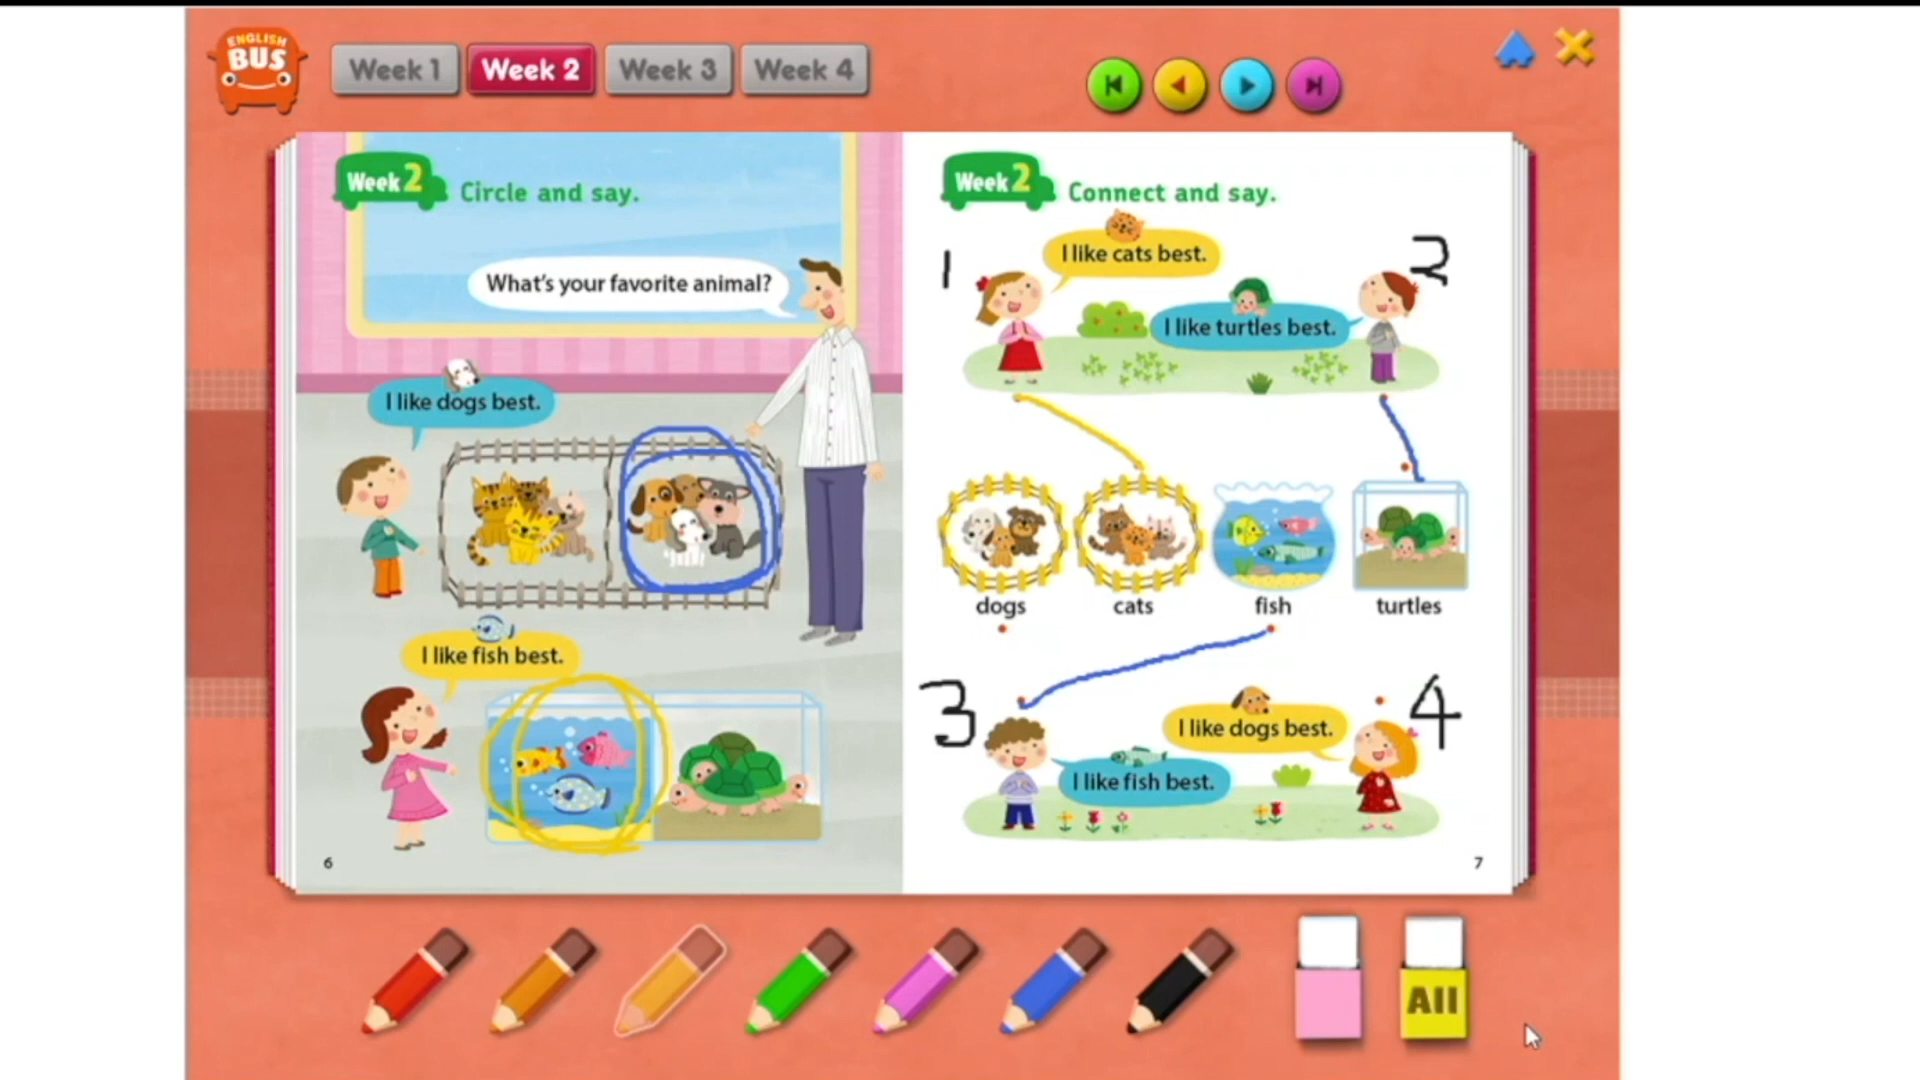 ENGLISH
BUS
Week 1
Week 2
Week 3
Week 4
Week 2
Circle and say.
What's your favorite animal?
I like dogs best.
I like fish best.
6
Week 2
Connect and say.
1
I like cats best.
2
I like turtles best.
dogs
cats
fish
turtles
3
I like dogs best.
4
I like fish best.
7
All